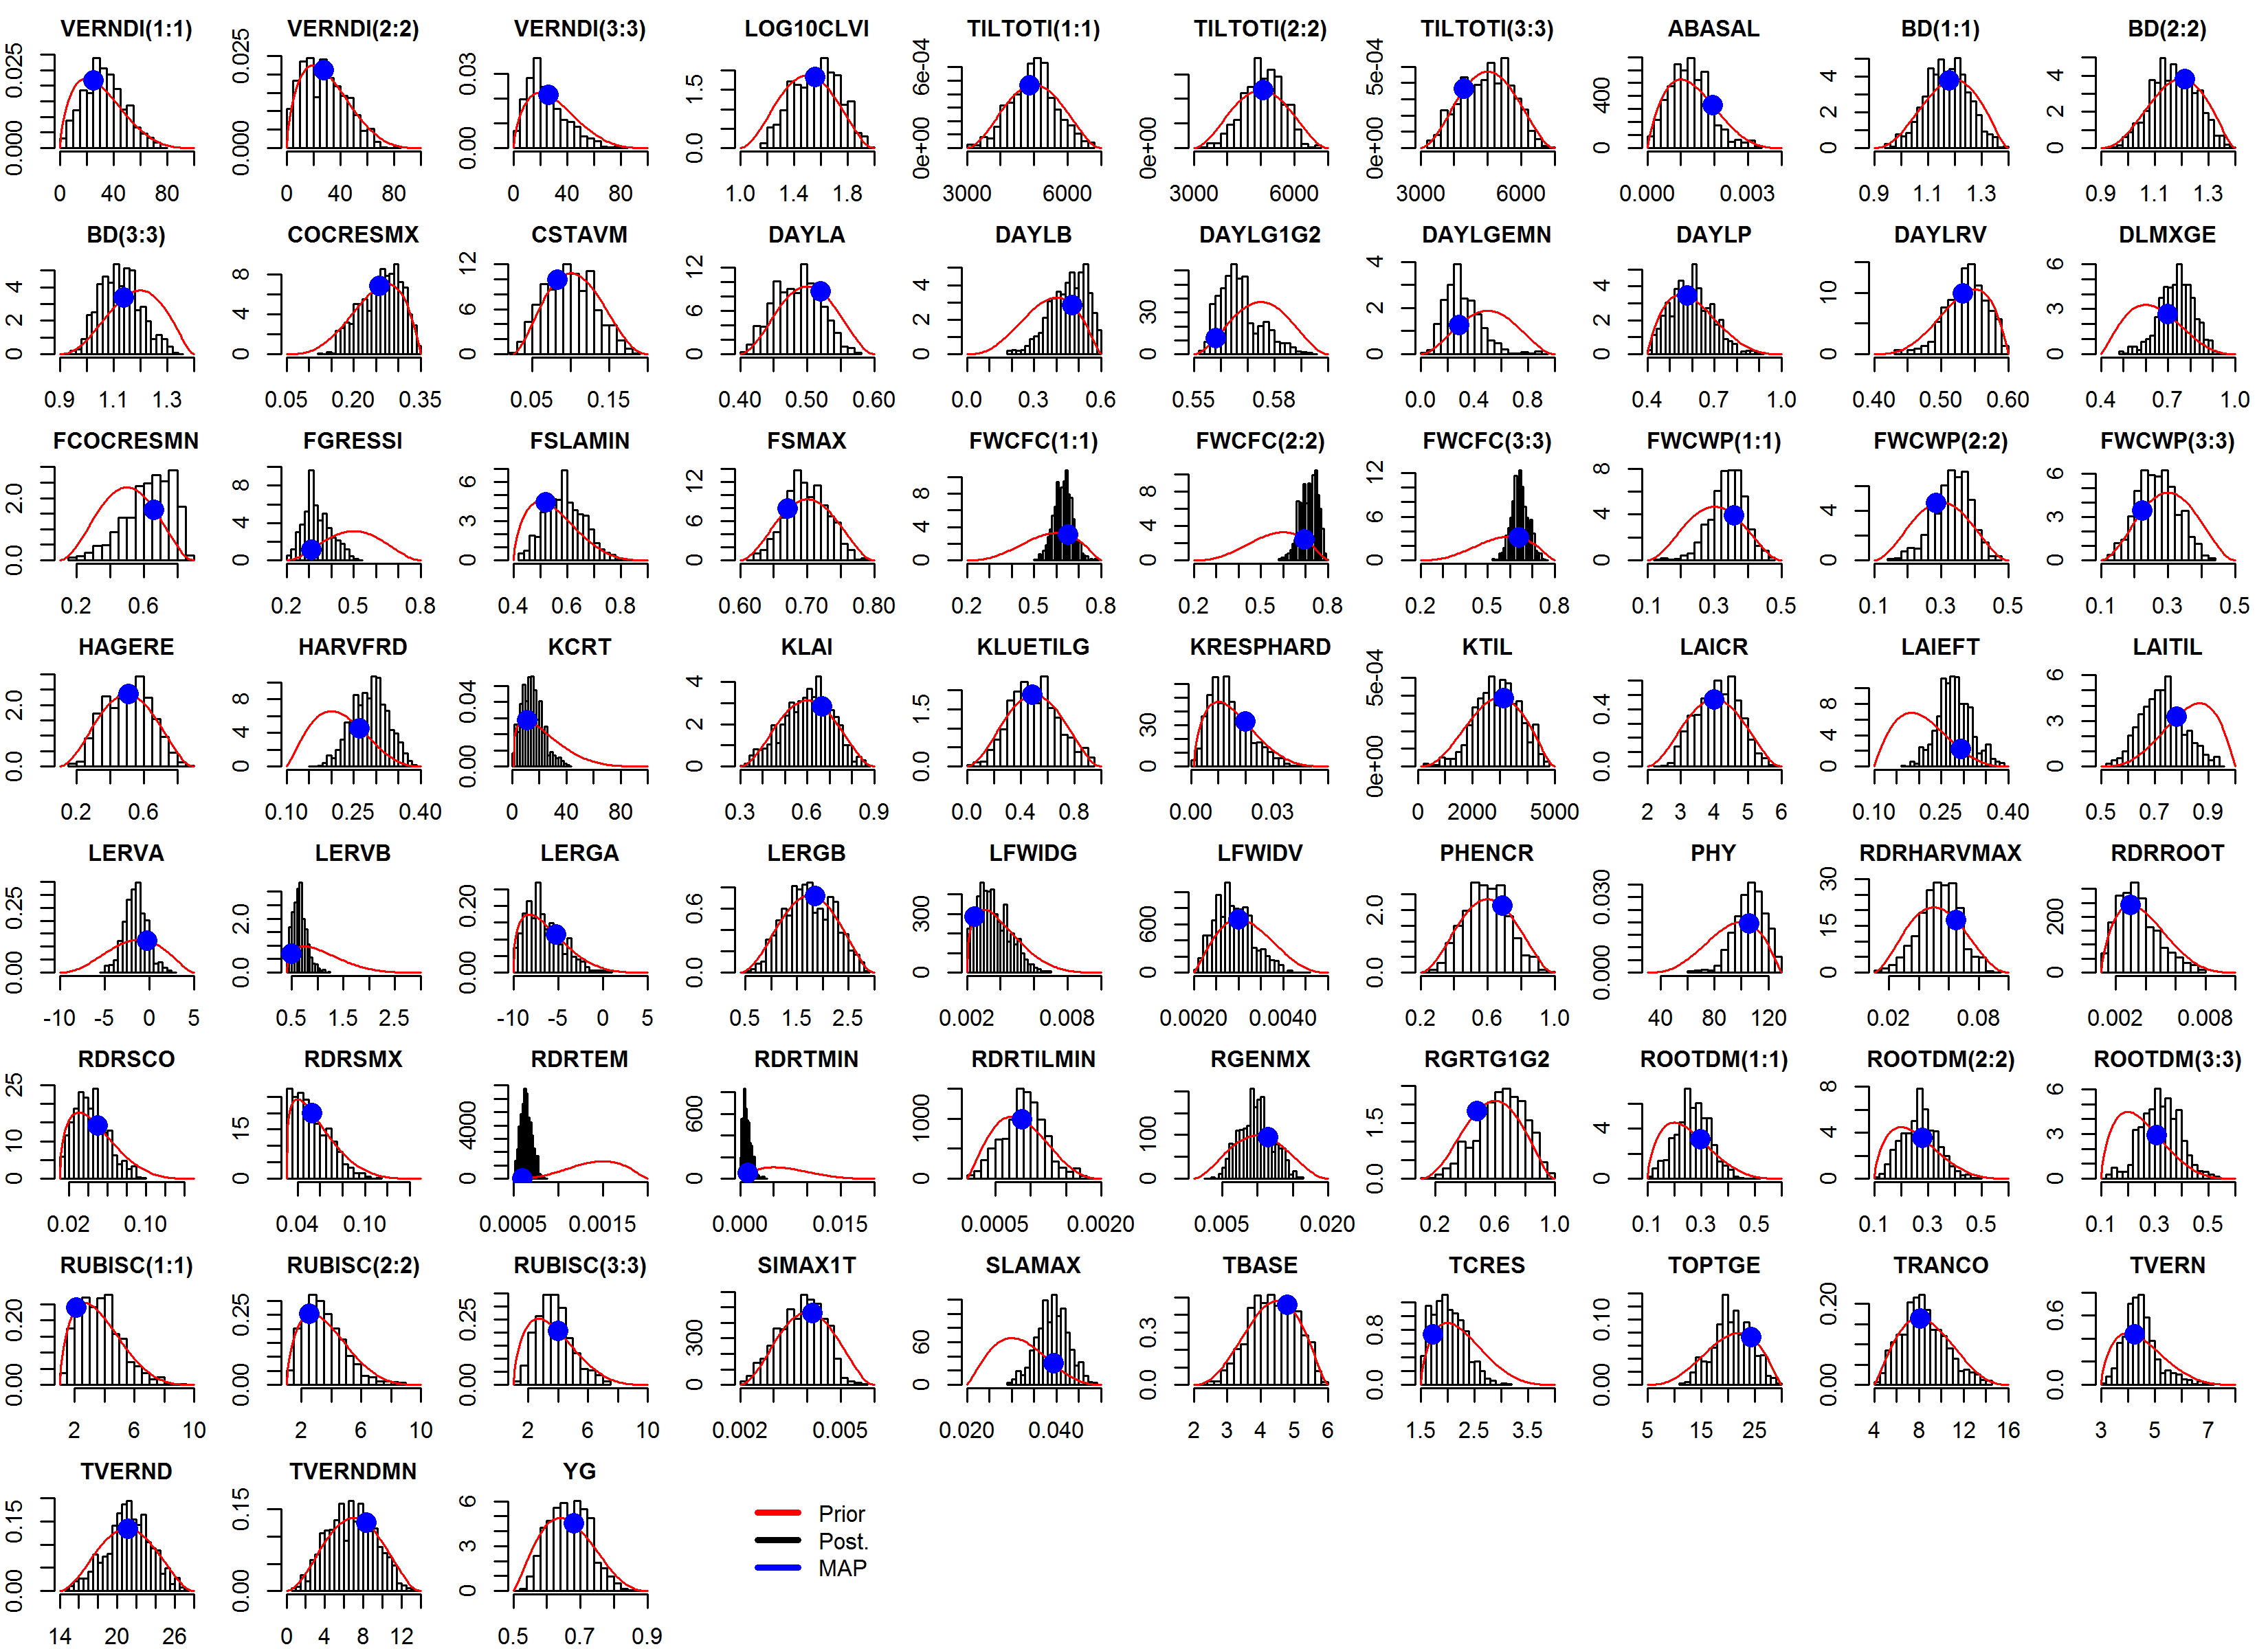 VERNDI(1:1) VERNDI(2:2) VERNDI(3:3) LOG10CLVI TILTOTI(1:1) TILTOTI(2:2) TILTOTI(3:3) ABASAL BD(1:1) BD(2:2)
0.000 0.025 0.000 0.025 0.00 0.03 0.0 1.5 0e+00 6e-04 0e+00 0e+00 5e-04 0 400 0 2 4 0 2 4
0 40 80 0 40 80 0 40 80 1.0 1.4 1.8 3000 6000 3000 6000 3000 6000 0.000 0.003 0.9 1.1 1.3 0.9 1.1 1.3
BD(3:3) COCRESMX CSTAVM DAYLA DAYLB DAYLG1G2 DAYLGEMN DAYLP DAYLRV DLMXGE
0 2 4 0 4 8 0 6 12 0 6 12 0 2 4 0 30 0 2 4 0 2 4 0 10 0 3 6
0.9 1.1 1.3 0.05 0.20 0.35 0.05 0.15 0.40 0.50 0.60 0.0 0.3 0.6 0.55 0.58 0.0 0.4 0.8 0.4 0.7 1.0 0.40 0.50 0.60 0.4 0.7 1.0
FCOCRESMN FGRESSI FSLAMIN FSMAX FWCFC(1:1) FWCFC(2:2) FWCFC(3:3) FWCWP(1:1) FWCWP(2:2) FWCWP(3:3)
0.0 2.0 0 4 8 0 3 6 0 6 12 0 4 8 0 4 8 0 6 12 0 4 8 0 4 0 3 6
0.2 0.6 0.2 0.5 0.8 0.4 0.6 0.8 0.60 0.70 0.80 0.2 0.5 0.8 0.2 0.5 0.8 0.2 0.5 0.8 0.1 0.3 0.5 0.1 0.3 0.5 0.1 0.3 0.5
HAGERE HARVFRD KCRT KLAI KLUETILG KRESPHARD KTIL LAICR LAIEFT LAITIL
0.0 2.0 0 4 8 0.00 0.04 0 2 4 0.0 1.5 0 30 0e+00 5e-04 0.0 0.4 0 4 8 0 3 6
0.2 0.6 0.10 0.25 0.40 0 40 80 0.3 0.6 0.9 0.0 0.4 0.8 0.00 0.03 0 2000 5000 2 3 4 5 6 0.10 0.25 0.40 0.5 0.7 0.9
LERVA LERVB LERGA LERGB LFWIDG LFWIDV PHENCR PHY RDRHARVMAX RDRROOT
0.00 0.25 0.0 2.0 0.00 0.20 0.0 0.6 0 300 0 600 0.0 2.0 0.000 0.030 0 15 30 0 200
-10 -5 0 5 0.5 1.5 2.5 -10 -5 0 5 0.5 1.5 2.5 0.002 0.008 0.0020 0.0040 0.2 0.6 1.0 40 80 120 0.02 0.08 0.002 0.008
RDRSCO RDRSMX RDRTEM RDRTMIN RDRTILMIN RGENMX RGRTG1G2 ROOTDM(1:1) ROOTDM(2:2) ROOTDM(3:3)
0 10 25 0 15 0 40000 0 600 0 1000 0 100 0.0 1.5 0 4 0 4 8 0 3 6
0.02 0.10 0.04 0.10 0.0005 0.0015 0.000 0.015 0.0005 0.0020 0.005 0.020 0.2 0.6 1.0 0.1 0.3 0.5 0.1 0.3 0.5 0.1 0.3 0.5
RUBISC(1:1) RUBISC(2:2) RUBISC(3:3) SIMAX1T SLAMAX TBASE TCRES TOPTGE TRANCO TVERN
0.00 0.20 0.00 0.25 0.00 0.25 0 300 0 60 0.0 0.3 0.0 0.8 0.00 0.10 0.00 0.20 0.0 0.6
2 6 10 2 6 10 2 6 10 0.002 0.005 0.020 0.040 2 3 4 5 6 1.5 2.5 3.5 5 15 25 4 8 12 16 3 5 7
TVERND TVERNDMN YG
0.00 0.15 0.00 0.15 0 3 6
14 20 26 0 4 8 12 0.5 0.7 0.9
Prior
Post.
MAP